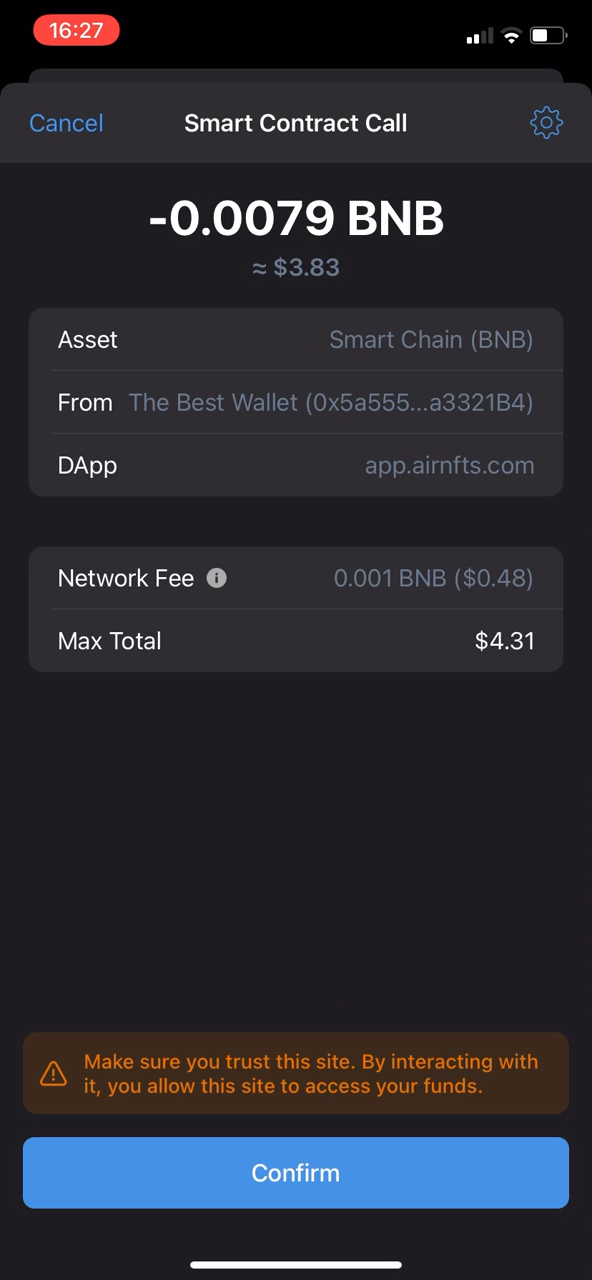 16:27
Cancel
Smart Contract Call
-0.0079 BNB
≈ $3.83
Asset
Smart Chain (BNB)
From
The Best Wallet (0x5a555...a3321B4)
DApp
app.airnfts.com
Network Fee
0.001 BNB ($0.48)
Max Total
$4.31
Make sure you trust this site. By interacting with
it, you allow this site to access your funds.
Confirm